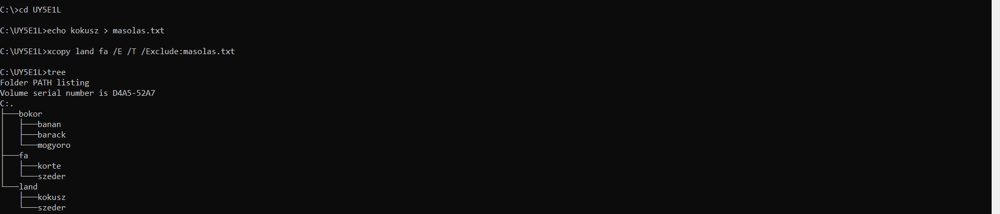 C:\>cd UY5E1L
C:\UY5E1L>echo kokusz > masolas.txt
C:\UY5E1L>xcopy land fa /E /T /Exclude:masolas.txt
C:\UY5E1L>tree
Folder PATH listing
Volume serial number is D4A5-52A7
C:.
├───bokor
│   ├───banan
│   ├───barack
│   └───mogyoro
├───fa
│   ├───korte
│   └───szeder
└───land
    ├───kokusz
    └───szeder